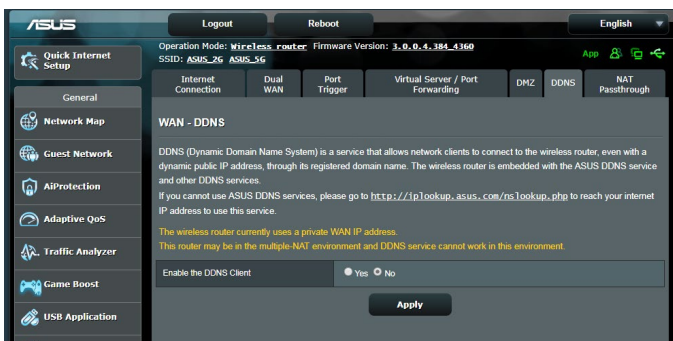 ASUS
Logout
Reboot
English
Quick Internet
Setup
General
Network Map
Guest Network
AiProtection
Adaptive QoS
Traffic Analyzer
Game Boost
USB Application
Operation Mode: Wireless router Firmware Version: 3.0.0.4.384_4360
SSID: ASUS_2G ASUS_5G
App
Internet
Connection
Dual
WAN
Port
Trigger
Virtual Server / Port
Forwarding
DMZ
DDNS
NAT
Passthrough
WAN - DDNS
DDNS (Dynamic Domain Name System) is a service that allows network clients to connect to the wireless router, even with a
dynamic public IP address, through its registered domain name. The wireless router is embedded with the ASUS DDNS service
and other DDNS services.
If you cannot use ASUS DDNS services, please go to http://iplookup.asus.com/nslookup.php to reach your internet
IP address to use this service.
The wireless router currently uses a private WAN IP
address.
This router may be in the multiple-NAT environment and DDNS service cannot work in this environment.
Enable the DDNS Client
Yes No
Apply